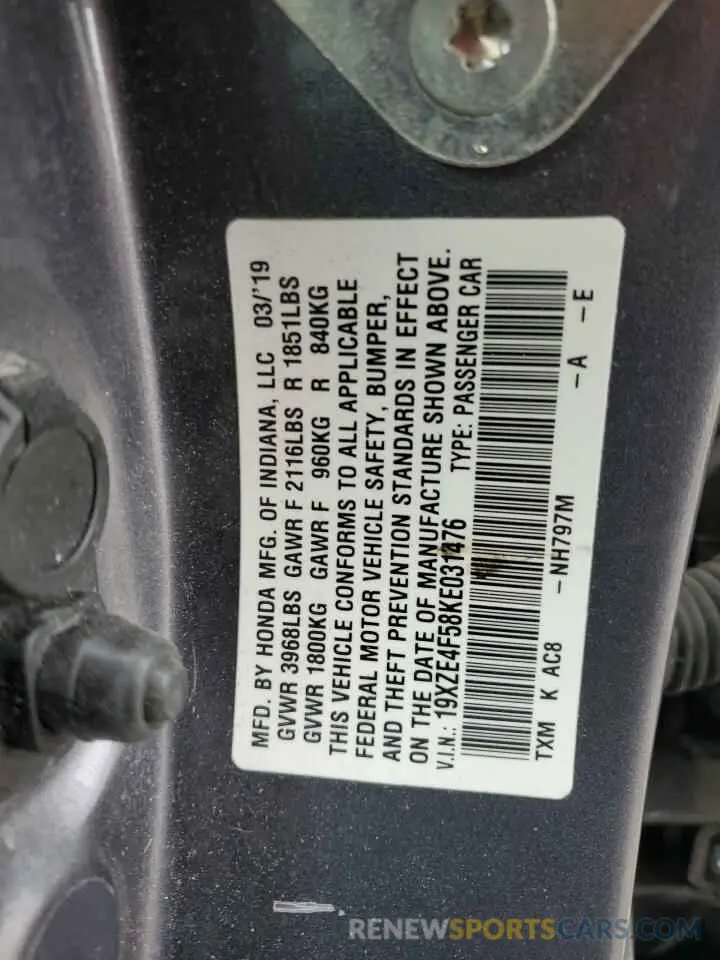 MFD. BY HONDA MFG. OF INDIANA, LLC 03/'19
GVWR 3968LBS GAWR F 2116LBS R 1851LBS
GVWR 1800KG GAWR F 960KG R 840KG
THIS VEHICLE CONFORMS TO ALL APPLICABLE
FEDERAL MOTOR VEHICLE SAFETY, BUMPER,
AND THEFT PREVENTION STANDARDS IN EFFECT
ON THE DATE OF MANUFACTURE SHOWN ABOVE.
V.I.N.: 19XZE4F58KE031476 TYPE: PASSENGER CAR
TXM K AC8 -NH797M -A -E
RENEWSPORTSCARS.COM